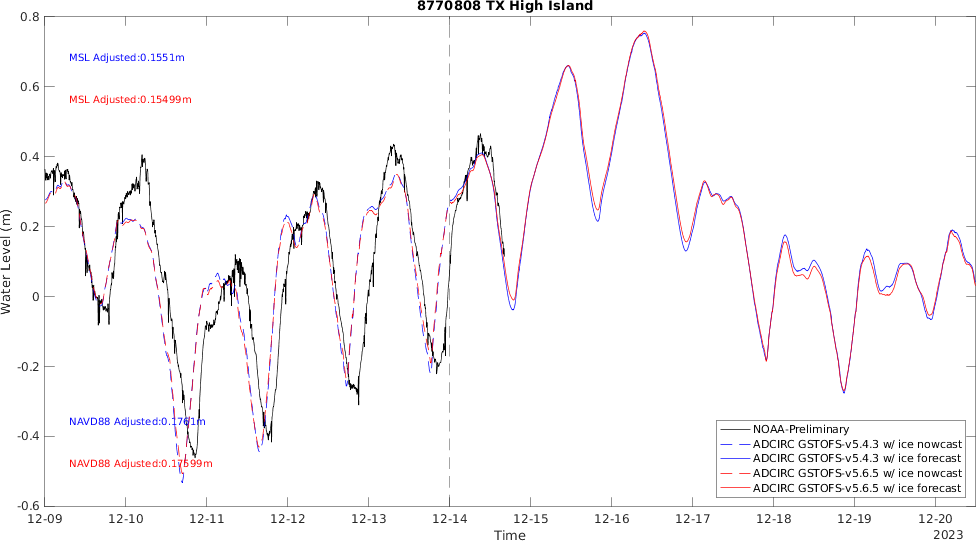 8770808 TX High Island
0.8
0.6
0.4
0.2
0
-0.2
-0.4
-0.6
Water Level (m)
MSL Adjusted:0.1551m
MSL Adjusted:0.15499m
NAVD88 Adjusted:0.1761m
NAVD88 Adjusted:0.17599m
NOAA-Preliminary
ADCIRC GSTOFS-v5.4.3 w/ ice nowcast
ADCIRC GSTOFS-v5.4.3 w/ ice forecast
ADCIRC GSTOFS-v5.6.5 w/ ice nowcast
ADCIRC GSTOFS-v5.6.5 w/ ice forecast
12-09 12-10 12-11 12-12 12-13 12-14 12-15 12-16 12-17 12-18 12-19 12-20
Time
2023